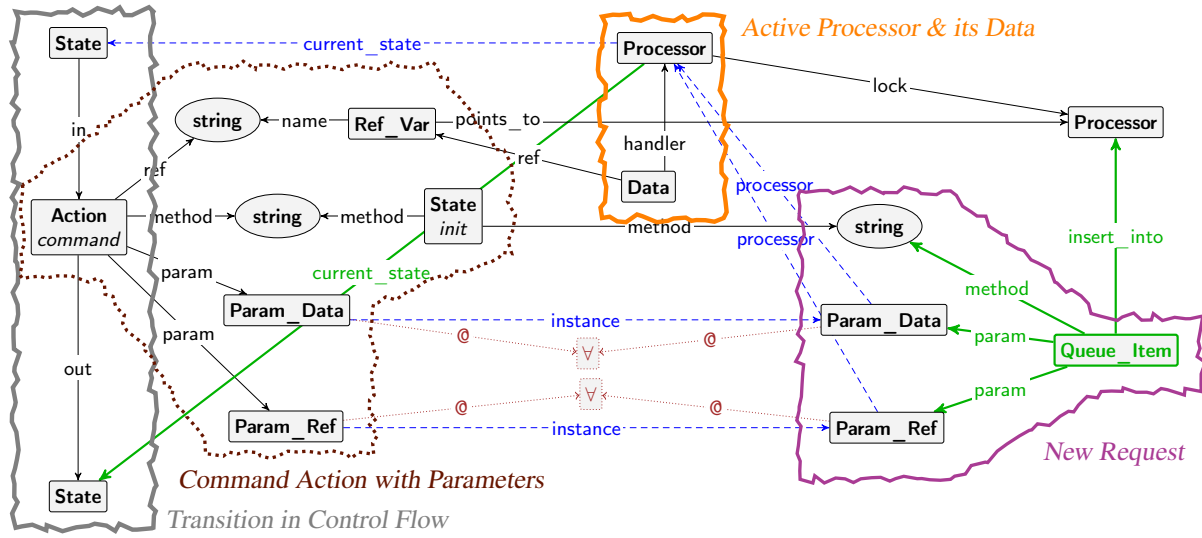 Active Processor & its Data
State
current_state
Processor
lock
string
name
Ref_Var
points_to
Processor
in
handler
ref
ref
Data
processor
Action
command
method
string
method
State
init
method
string
processor
insert_into
param
current_state
method
Param_Data
instance
Param_Data
param
@
@
param
∀
Queue_Item
out
∀
param
@
@
Param_Ref
instance
Param_Ref
New Request
Command Action with Parameters
State
Transition in Control Flow